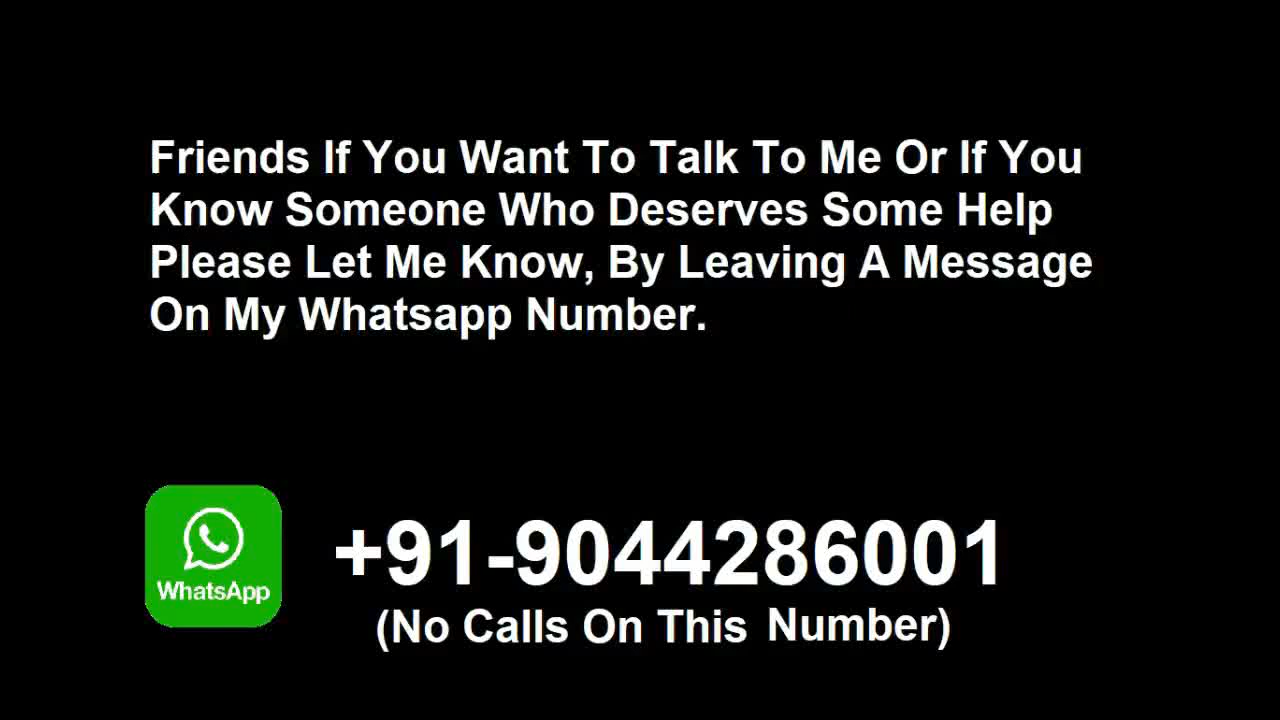 Friends If You Want To Talk To Me Or If You
Know Someone Who Deserves Some Help
Please Let Me Know, By Leaving A Message
On My Whatsapp Number.
WhatsApp
+91-9044286001
(No Calls On This Number)